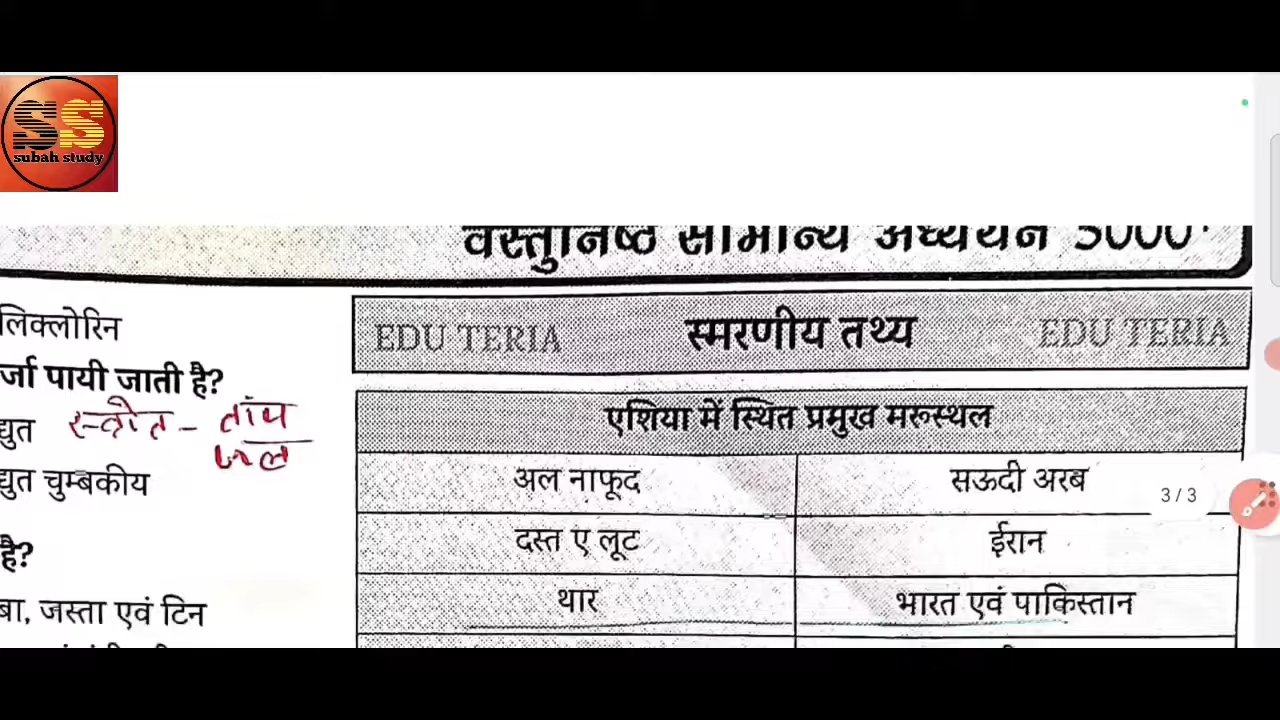 SS
subah study
वस्तुनिष्ठ सामान्य अध्ययन 5000+
लिक्लोरिन
र्जा पायी जाती है?
द्युत स्त्रोत - ताप
जल
द्युत चुम्बकीय
है?
बा, जस्ता एवं टिन
EDU TERIA स्मरणीय तथ्य EDU TERIA
एशिया में स्थित प्रमुख मरूस्थल
अल नाफूद सऊदी अरब
दस्त ए लूट ईरान
थार भारत एवं पाकिस्तान
3 / 3